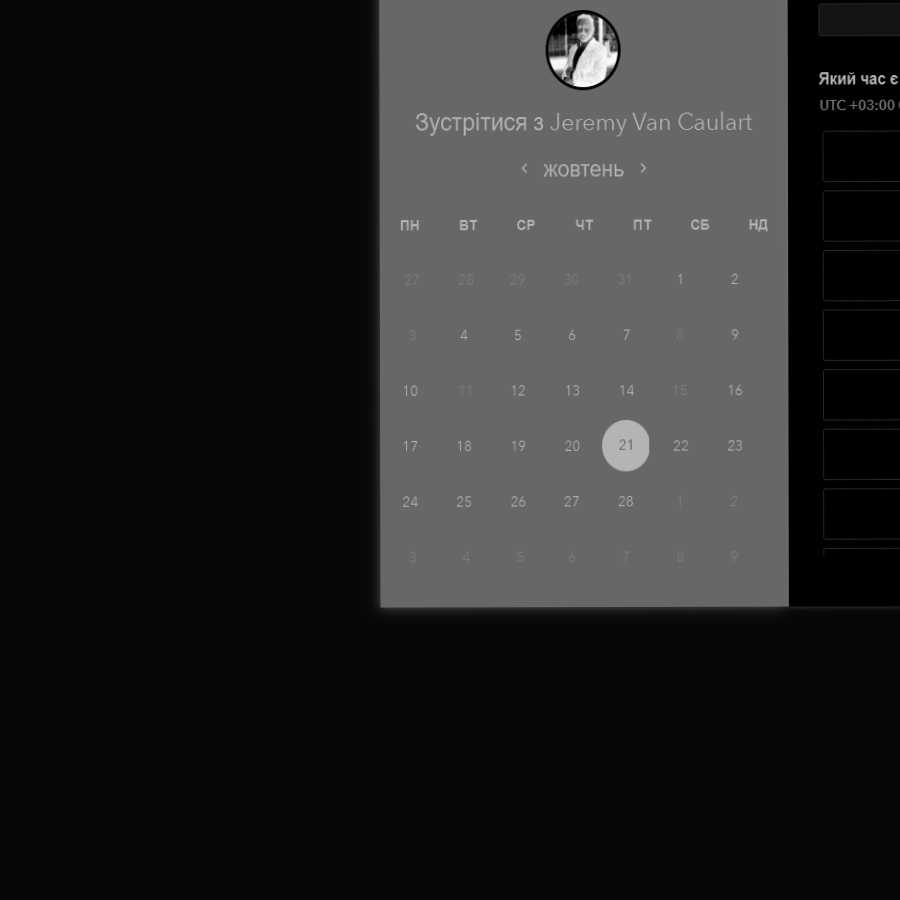 Зустрітися з Jeremy Van Caulart
‹ жовтень ›
ПН ВТ СР ЧТ ПТ СБ НД
27 28 29 30 31 1 2
3 4 5 6 7 8 9
10 11 12 13 14 15 16
17 18 19 20 21 22 23
24 25 26 27 28 1 2
3 4 5 6 7 8 9
Який час є
UTC +03:00